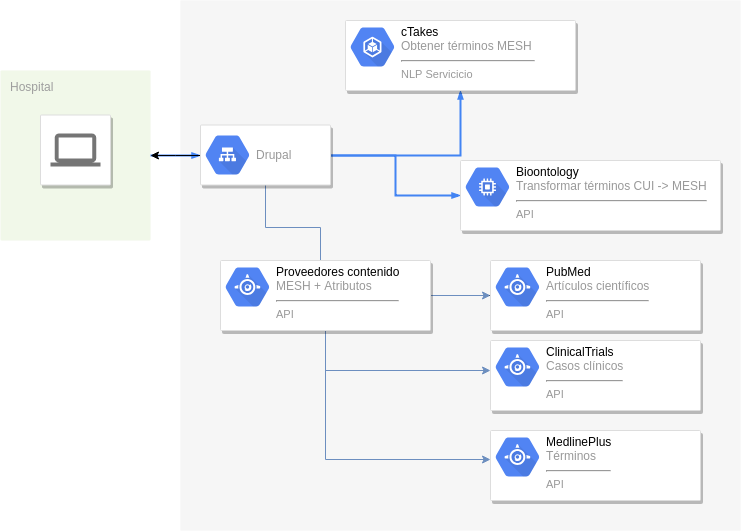 cTakes
Obtener términos MESH
NLP Servicicio
Hospital
Drupal
Bioontology
Transformar términos CUI -> MESH
API
Proveedores contenido
MESH + Atributos
API
PubMed
Artículos científicos
API
ClinicalTrials
Casos clínicos
API
MedlinePlus
Términos
API